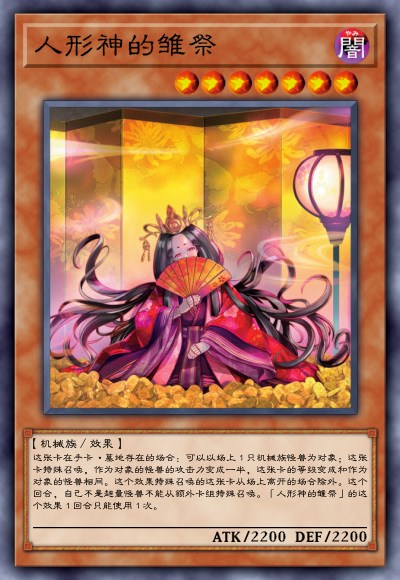 人形神的雏祭
やみ
闇
【机械族/效果】
这张卡在手卡·墓地存在的场合,可以以场上1只机械族怪兽为对象;这张
卡特殊召唤,作为对象的怪兽的攻击力变成一半,这张卡的等级变成和作为
对象的怪兽相同。这个效果特殊召唤的这张卡从场上离开的场合除外。这个
回合,自己不是超量怪兽不能从额外卡组特殊召唤。「人形神的雏祭」的这
个效果1回合只能使用1次。
ATK/2200 DEF/2200